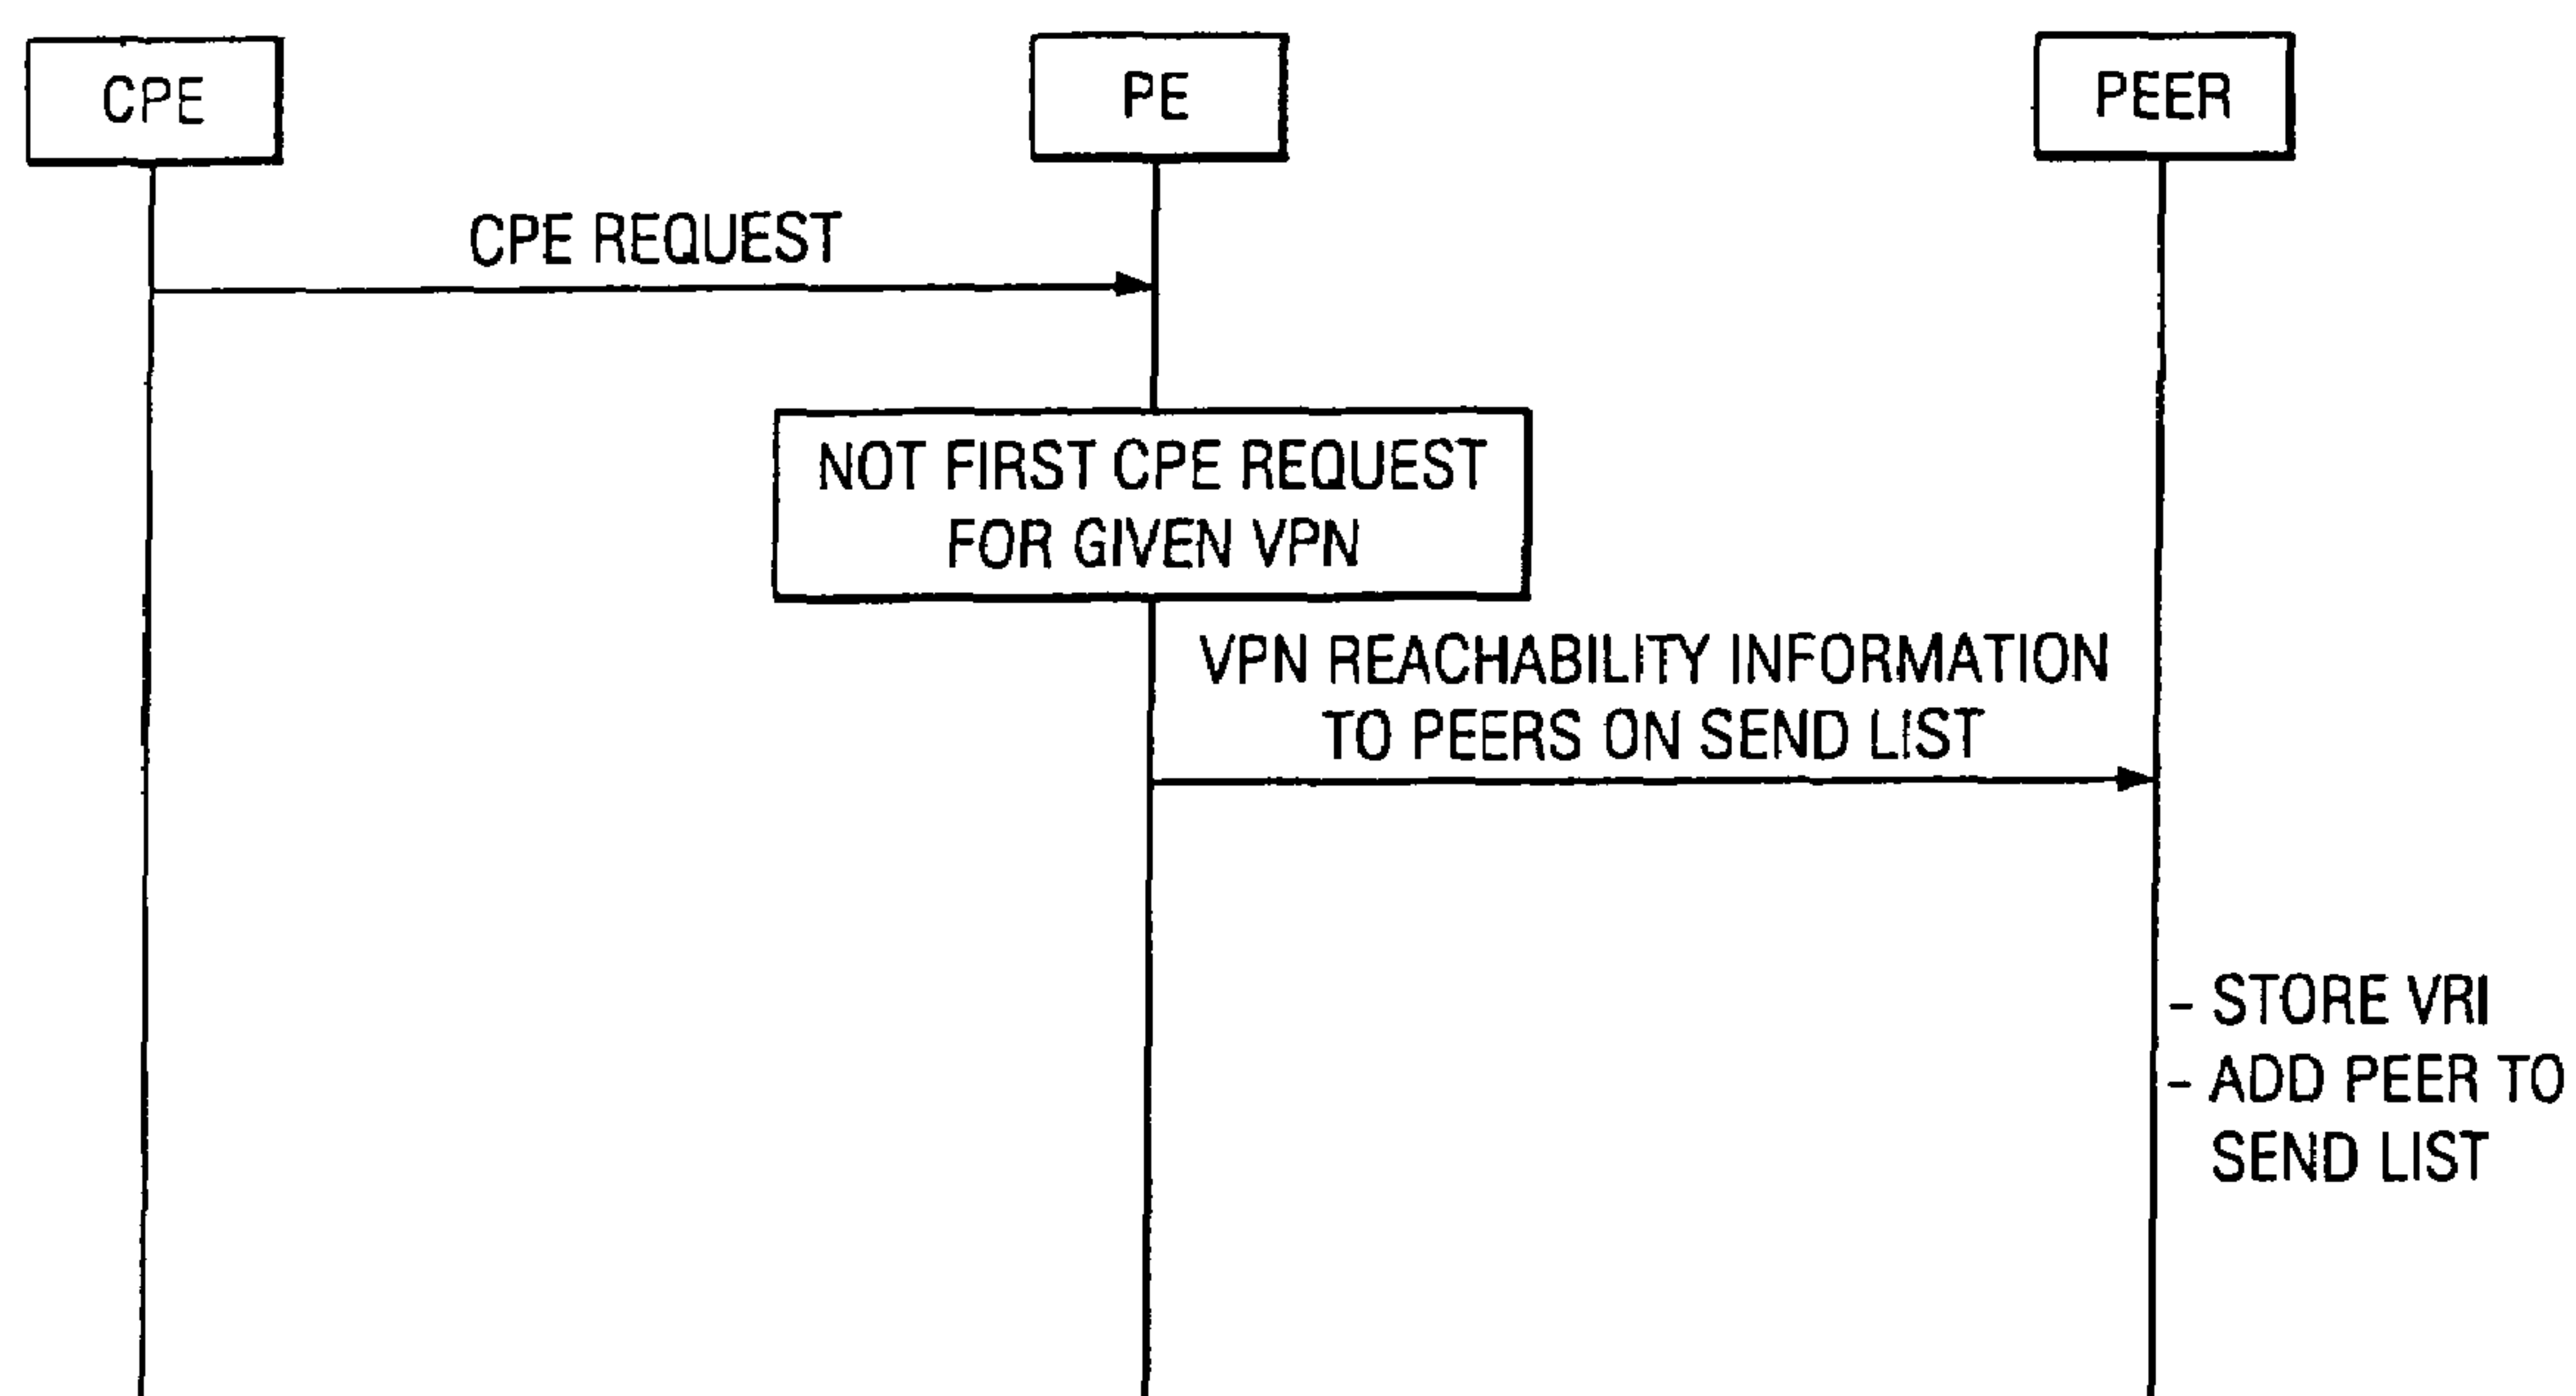 CPE
PE
PEER
CPE REQUEST
NOT FIRST CPE REQUEST
FOR GIVEN VPN
VPN REACHABILITY INFORMATION
TO PEERS ON SEND LIST
- STORE VRI
- ADD PEER TO
SEND LIST